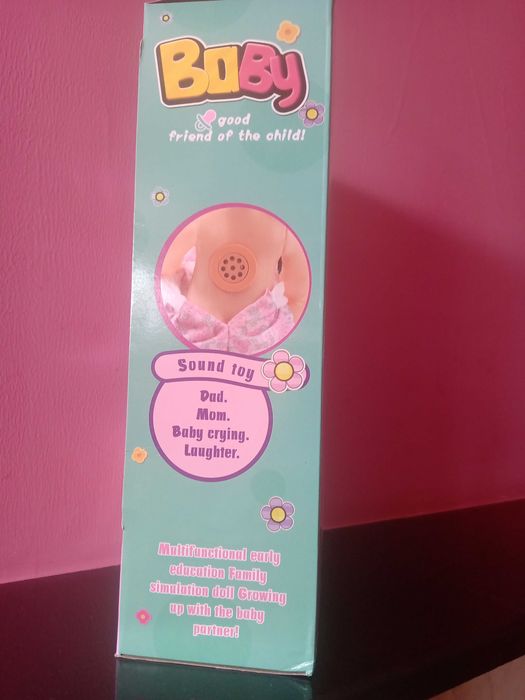 BaBy
good
friend of the child!
Sound toy
Dad.
Mom.
Baby crying.
Laughter.
Multifunctional early
education Family
simulation doll Growing
up with the baby
partner!